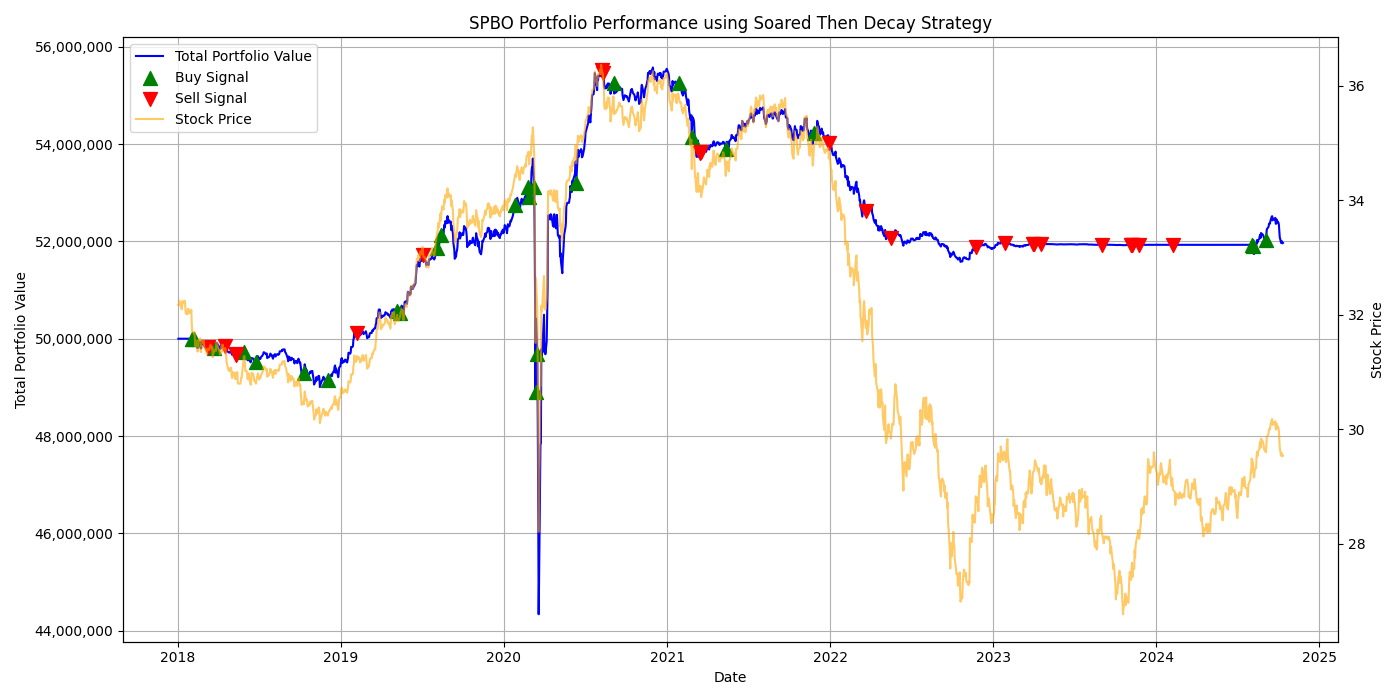 SPBO Portfolio Performance using Soared Then Decay Strategy
Total Portfolio Value
Buy Signal
Sell Signal
Stock Price
56,000,000
54,000,000
52,000,000
50,000,000
48,000,000
46,000,000
44,000,000
Total Portfolio Value
36
34
32
30
28
Stock Price
2018
2019
2020
2021
2022
2023
2024
2025
Date